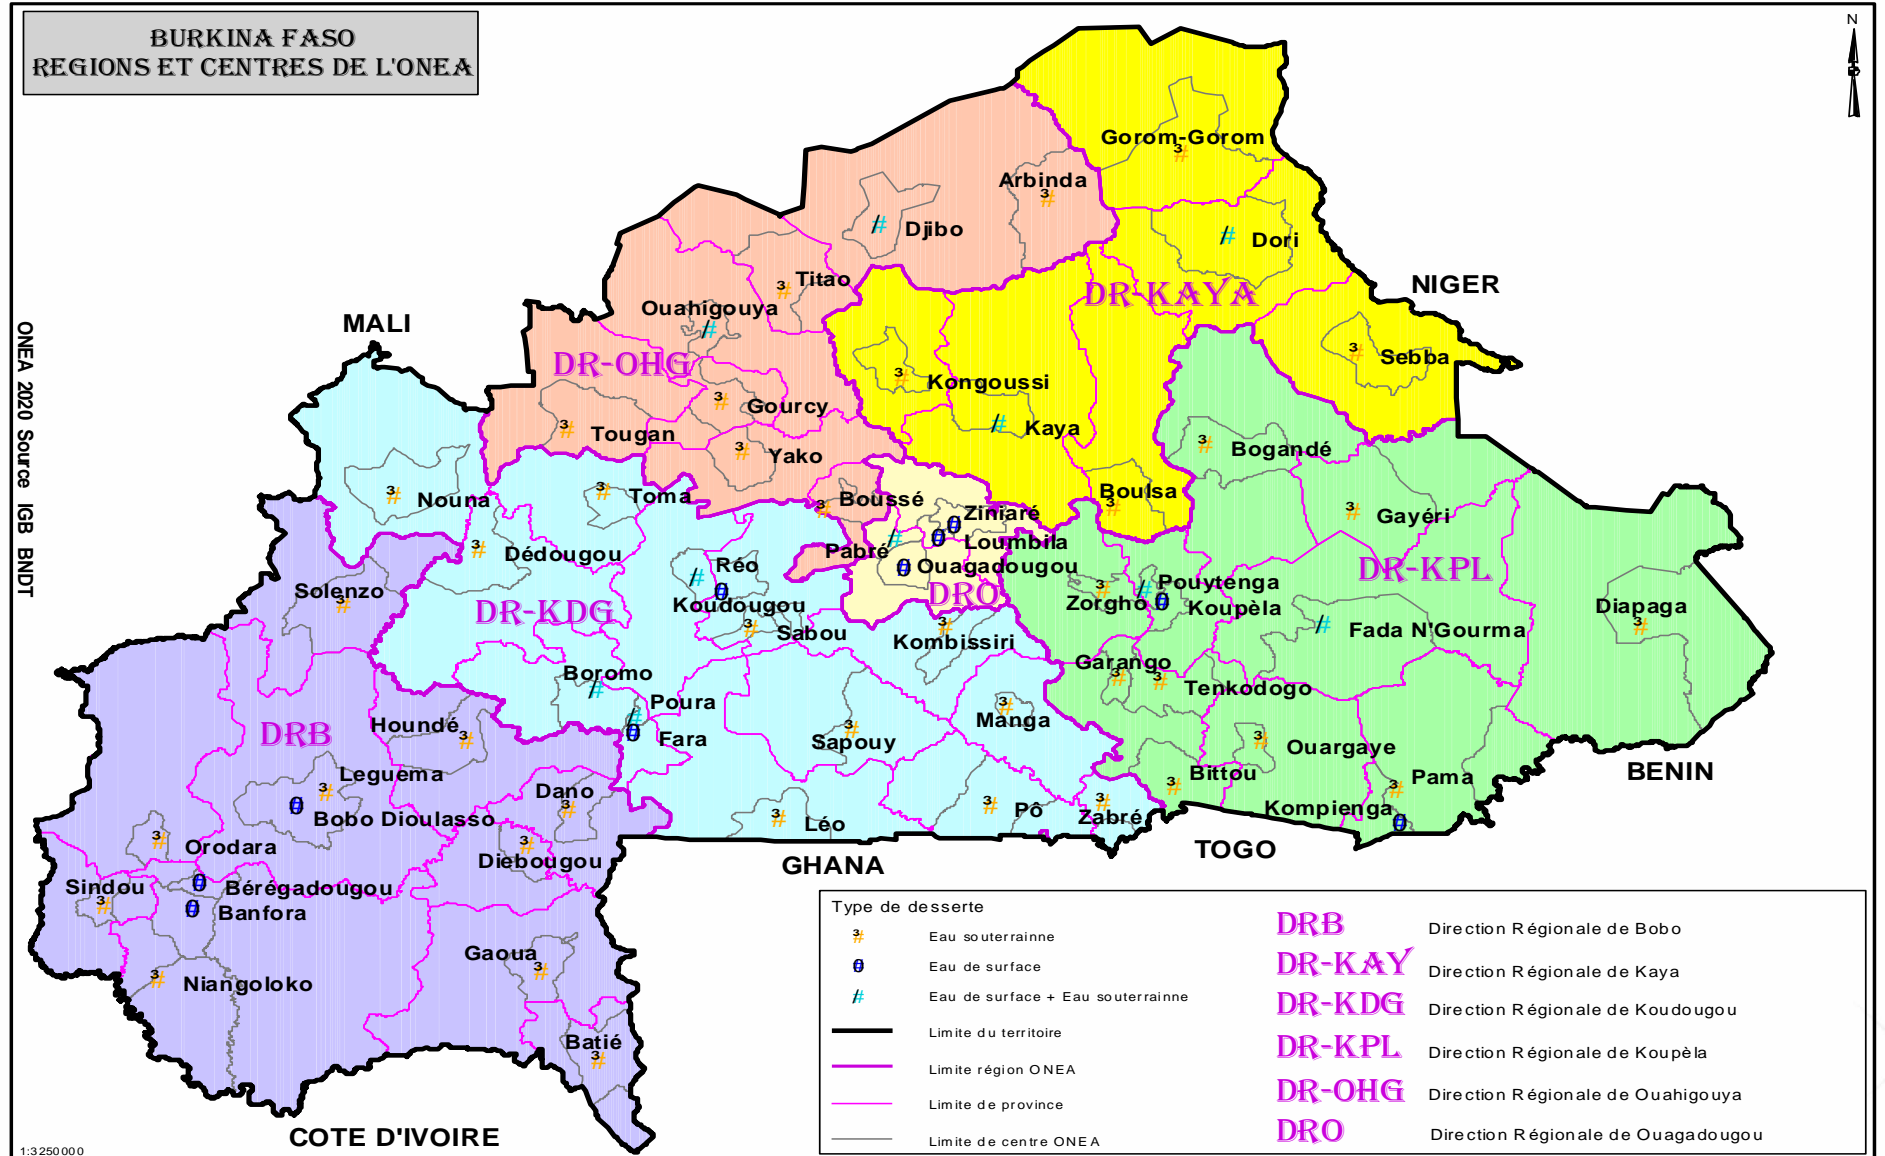 BURKINA FASO
REGIONS ET CENTRES DE L'ONEA
N
Gorom-Gorom
Arbinda
Djibo
Dori
Titao
NIGER
DR-KAYA
Ouahigouya
MALI
DR-OHG
Sebba
Kongoussi
Gourcy
Kaya
Tougan
Yako
Bogandé
ONEA 2020 Source IGB BNDT
Nouna
Toma
Boussé
Boulsa
Ziniaré
Gayéri
Dédougou
Pabré
Loumbila
Réo
Ouagadougou
DR-KPL
Solenzo
DRO
Pouytenga
Koudougou
Zorgho
Koupèla
Diapaga
DR-KDG
Sabou
Kombissiri
Fada N'Gourma
Boromo
Garango
Tenkodogo
Poura
Houndé
DRB
Fara
Sapouy
Manga
Ouargaye
Leguema
Bittou
Pama
BENIN
Dano
Kompienga
Bobo Dioulasso
Léo
Pô
Zabré
Orodara
Diebougou
TOGO
GHANA
Sindou
Bérégadougou
Banfora
Gaoua
Niangoloko
Batié
COTE D'IVOIRE
1:3250000
Type de desserte
Eau souterrainne
Eau de surface
Eau de surface + Eau souterrainne
Limite du territoire
Limite région ONEA
Limite de province
Limite de centre ONEA
DRB Direction Régionale de Bobo
DR-KAY Direction Régionale de Kaya
DR-KDG Direction Régionale de Koudougou
DR-KPL Direction Régionale de Koupèla
DR-OHG Direction Régionale de Ouahigouya
DRO Direction Régionale de Ouagadougou